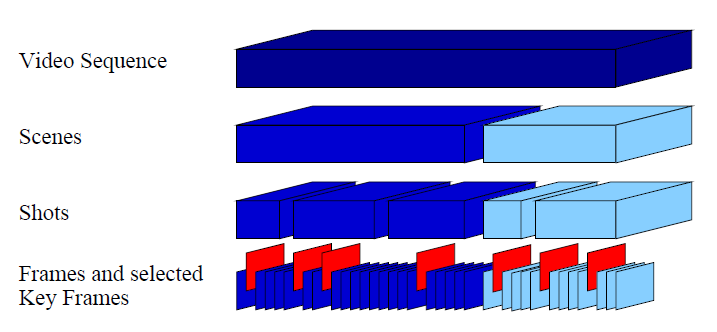 Video Sequence
Scenes
Shots
Frames and selected
Key Frames